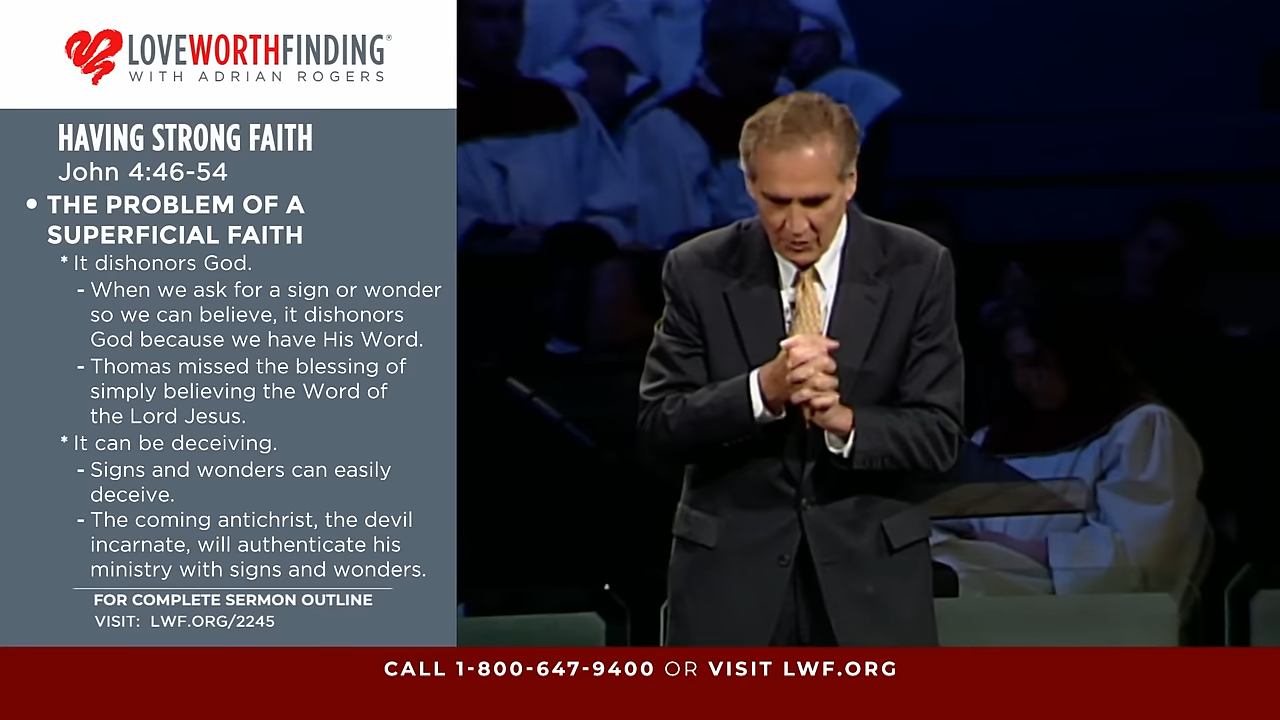 LOVEWORTHFINDING®
WITH ADRIAN ROGERS
HAVING STRONG FAITH
John 4:46-54
• THE PROBLEM OF A
SUPERFICIAL FAITH
* It dishonors God.
- When we ask for a sign or wonder
so we can believe, it dishonors
God because we have His Word.
- Thomas missed the blessing of
simply believing the Word of
the Lord Jesus.
* It can be deceiving.
- Signs and wonders can easily
deceive.
- The coming antichrist, the devil
incarnate, will authenticate his
ministry with signs and wonders.
FOR COMPLETE SERMON OUTLINE
VISIT: LWF.ORG/2245
CALL 1-800-647-9400 OR VISIT LWF.ORG